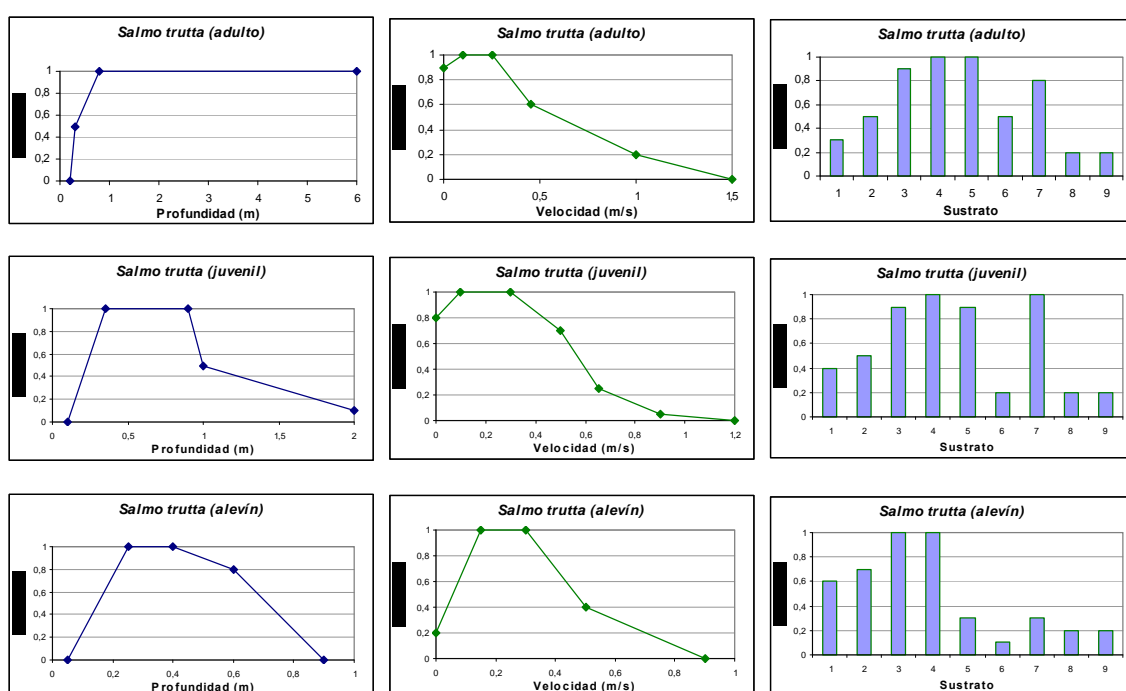 Salmo trutta (adulto)
1
0,8
0,6
0,4
0,2
0
0 1 2 3 4 5 6
Profundidad (m)
Salmo trutta (adulto)
1
0,8
0,6
0,4
0,2
0
0 0,5 1 1,5
Velocidad (m/s)
Salmo trutta (adulto)
1
0,8
0,6
0,4
0,2
0
1 2 3 4 5 6 7 8 9
Sustrato
Salmo trutta (juvenil)
1
0,8
0,6
0,4
0,2
0
0,5 1 1,5 2
Profundidad (m)
Salmo trutta (juvenil)
1
0,8
0,6
0,4
0,2
0
0 0,2 0,4 0,6 0,8 1 1,2
Velocidad (m/s)
Salmo trutta (juvenil)
1
0,8
0,6
0,4
0,2
0
1 2 3 4 5 6 7 8 9
Sustrato
Salmo trutta (alevín)
1
0,8
0,6
0,4
0,2
0
0 0,2 0,4 0,6 0,8 1
Profundidad (m)
Salmo trutta (alevín)
1
0,8
0,6
0,4
0,2
0
0 0,2 0,4 0,6 0,8 1
Velocidad (m/s)
Salmo trutta (alevín)
1
0,8
0,6
0,4
0,2
0
1 2 3 4 5 6 7 8 9
Sustrato